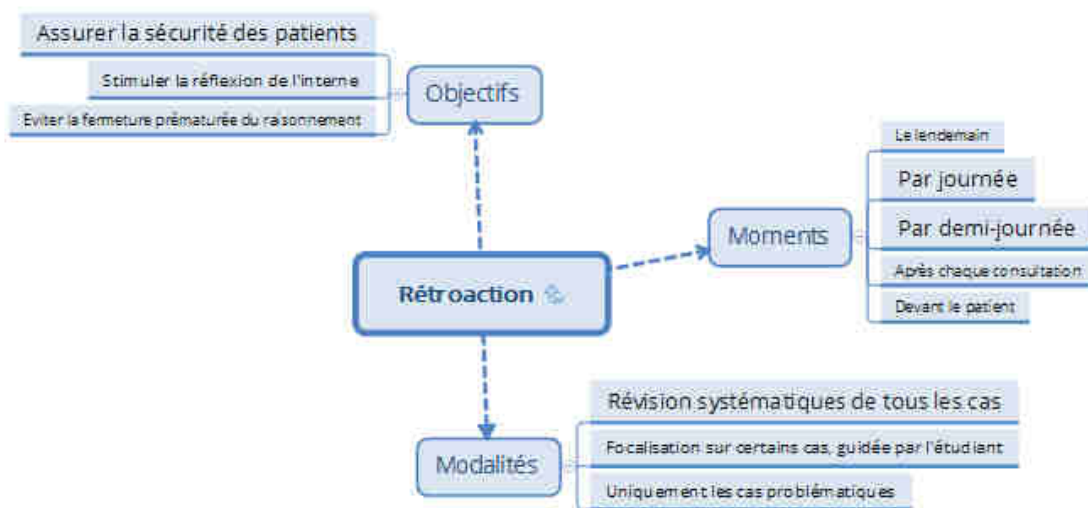 Assurer la sécurité des patients
Stimuler la réflexion de l'interne
Eviter la fermeture prématurée du raisonnement
Objectifs
Le lendemain
Par journée
Par demi-journée
Après chaque consultation
Devant le patient
Moments
Rétroaction
Révision systématiques de tous les cas
Focalisation sur certains cas, guidée par l'étudiant
Uniquement les cas problématiques
Modalités